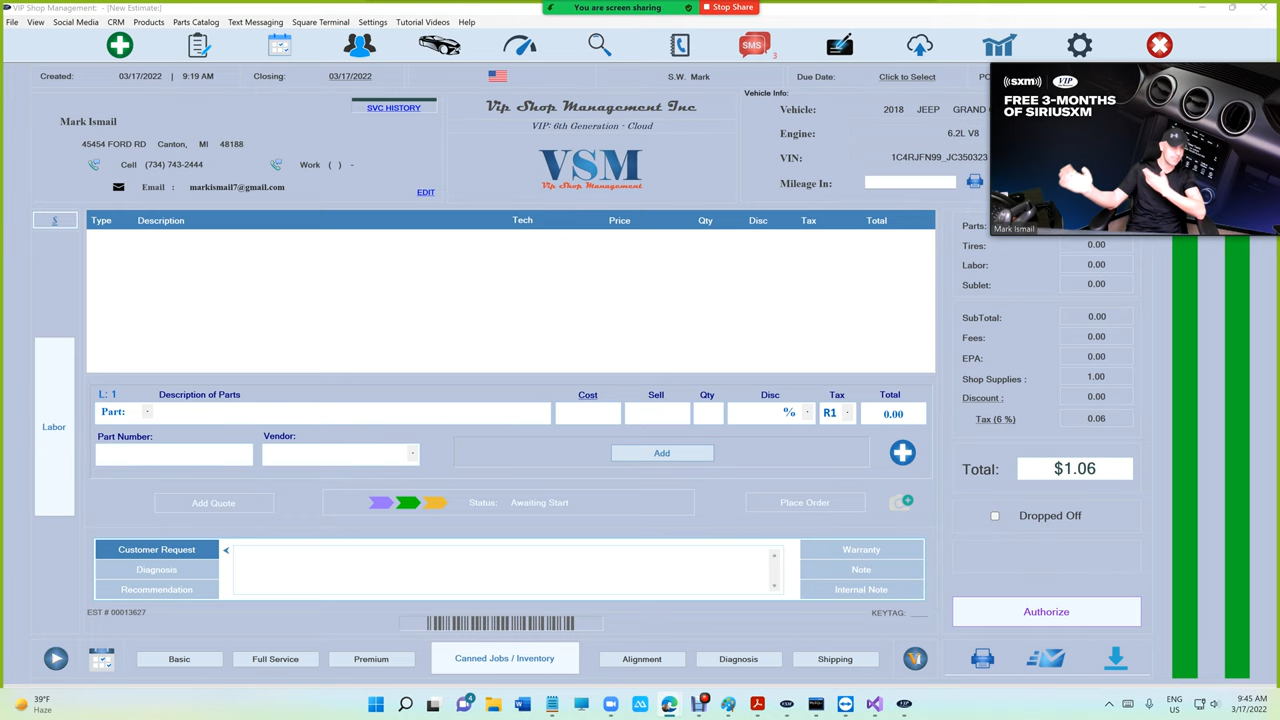 VIP Shop Management: - [New Estimate:]
You are screen sharing
Stop Share
File View Social Media CRM Products Parts Catalog Text Messaging Square Terminal Settings Tutorial Videos Help
SMS 3
Created: 03/17/2022 | 9:19 AM Closing: 03/17/2022 S.W. Mark Due Date: Click to Select PO
((sxm)) VIP
FREE 3-MONTHS
OF SIRIUSXM
Mark Ismail
SVC HISTORY
Mark Ismail
45454 FORD RD Canton, MI 48188
Cell (734) 743-2444 Work ( ) -
Email : markismail7@gmail.com
EDIT
Vip Shop Management Inc
VIP: 6th Generation - Cloud
VSM
Vip Shop Management
Vehicle Info:
Vehicle: 2018 JEEP GRAND
Engine: 6.2L V8
VIN: 1C4RJFN99_JC350323
Mileage In:
$ Type Description Tech Price Qty Disc Tax Total
Parts:
Tires: 0.00
Labor: 0.00
Sublet: 0.00
SubTotal: 0.00
Fees: 0.00
EPA: 0.00
Shop Supplies : 1.00
Discount : 0.00
Tax (6 %) 0.06
Total: $1.06
Dropped Off
Authorize
Labor
L: 1 Description of Parts Cost Sell Qty Disc Tax Total
Part: % R1 0.00
Part Number: Vendor:
Add
Add Quote Status: Awaiting Start Place Order
Customer Request
Diagnosis
Recommendation
Warranty
Note
Internal Note
EST # 00013627 KEYTAG: ___
Basic Full Service Premium Canned Jobs / Inventory Alignment Diagnosis Shipping
39°F
Haze
4
ENG
US
9:45 AM
3/17/2022